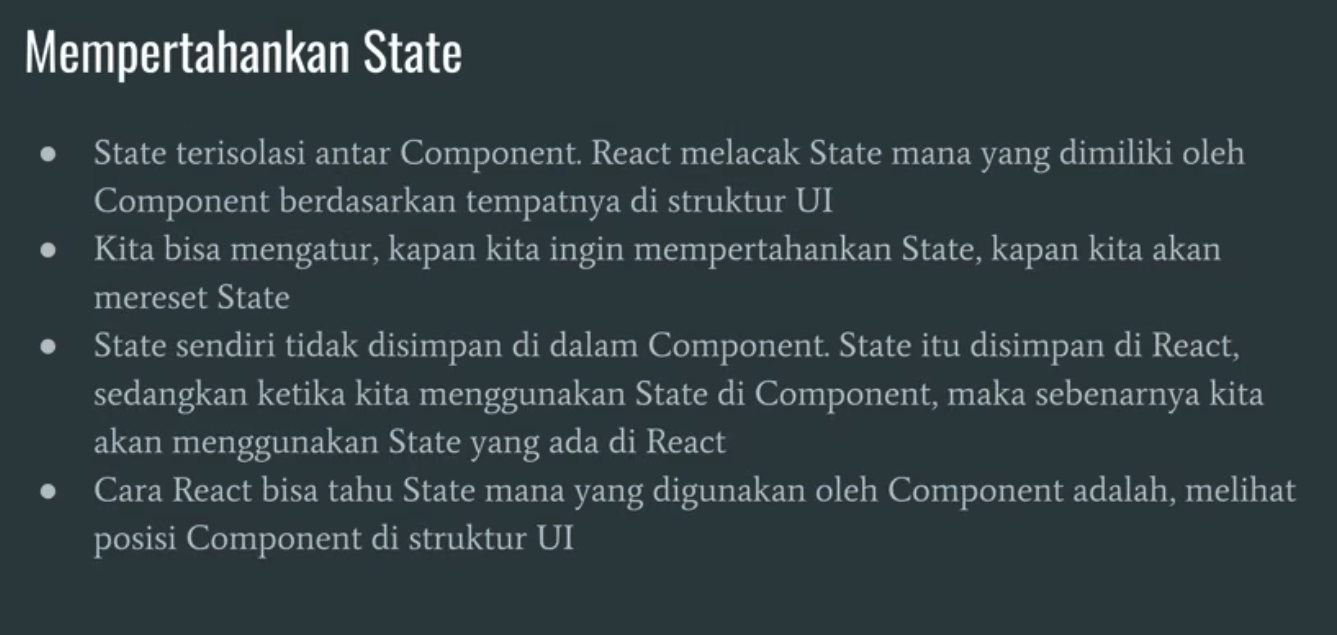 Mempertahankan State
● State terisolasi antar Component. React melacak State mana yang dimiliki oleh
Component berdasarkan tempatnya di struktur UI
● Kita bisa mengatur, kapan kita ingin mempertahankan State, kapan kita akan
mereset State
● State sendiri tidak disimpan di dalam Component. State itu disimpan di React,
sedangkan ketika kita menggunakan State di Component, maka sebenarnya kita
akan menggunakan State yang ada di React
● Cara React bisa tahu State mana yang digunakan oleh Component adalah, melihat
posisi Component di struktur UI